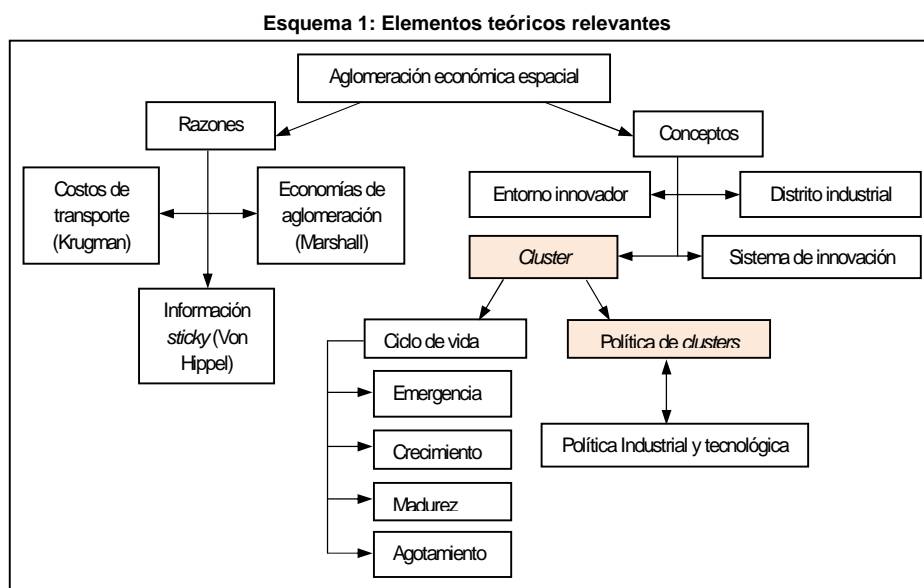 Esquema 1: Elementos teóricos relevantes
Aglomeración económica espacial
Razones
Conceptos
Costos de
transporte
(Krugman)
Economías de
aglomeración
(Marshall)
Entorno innovador
Distrito industrial
Cluster
Sistema de innovación
Información
sticky (Von
Hippel)
Ciclo de vida
Política de clusters
Emergencia
Crecimiento
Política Industrial y tecnológica
Madurez
Agotamiento